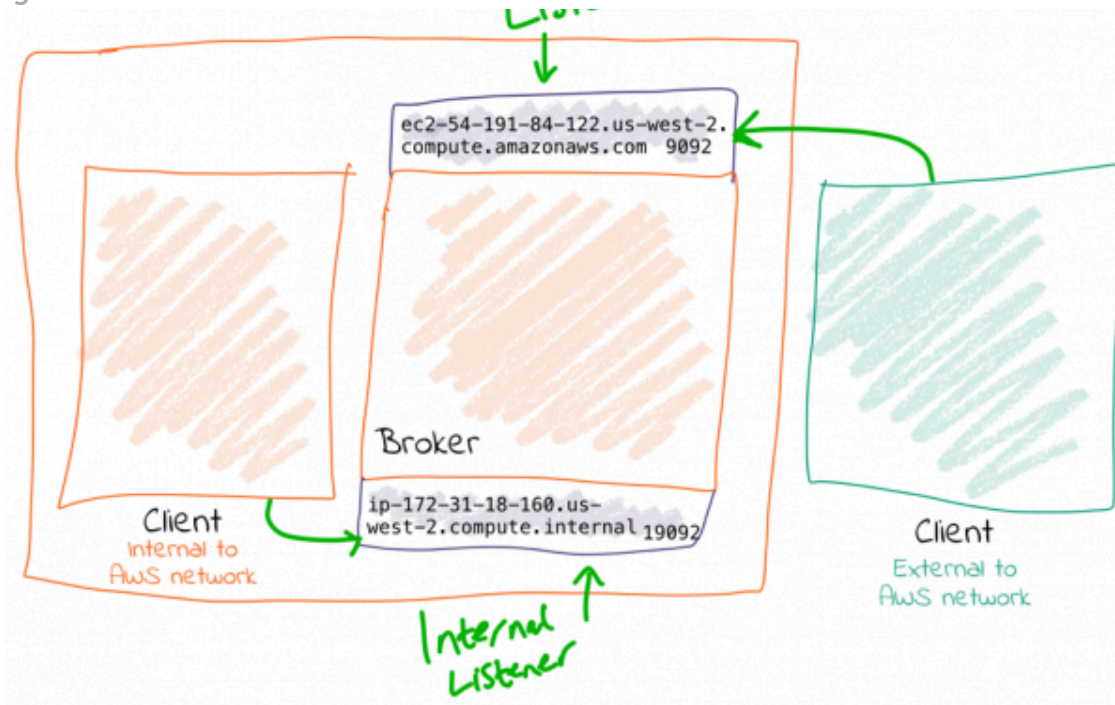 ec2-54-191-84-122.us-west-2.
compute.amazonaws.com 9092
Broker
ip-172-31-18-160.us-
west-2.compute.internal 19092
Client
Internal to
AWS network
Client
External to
AWS network
Internal
Listener